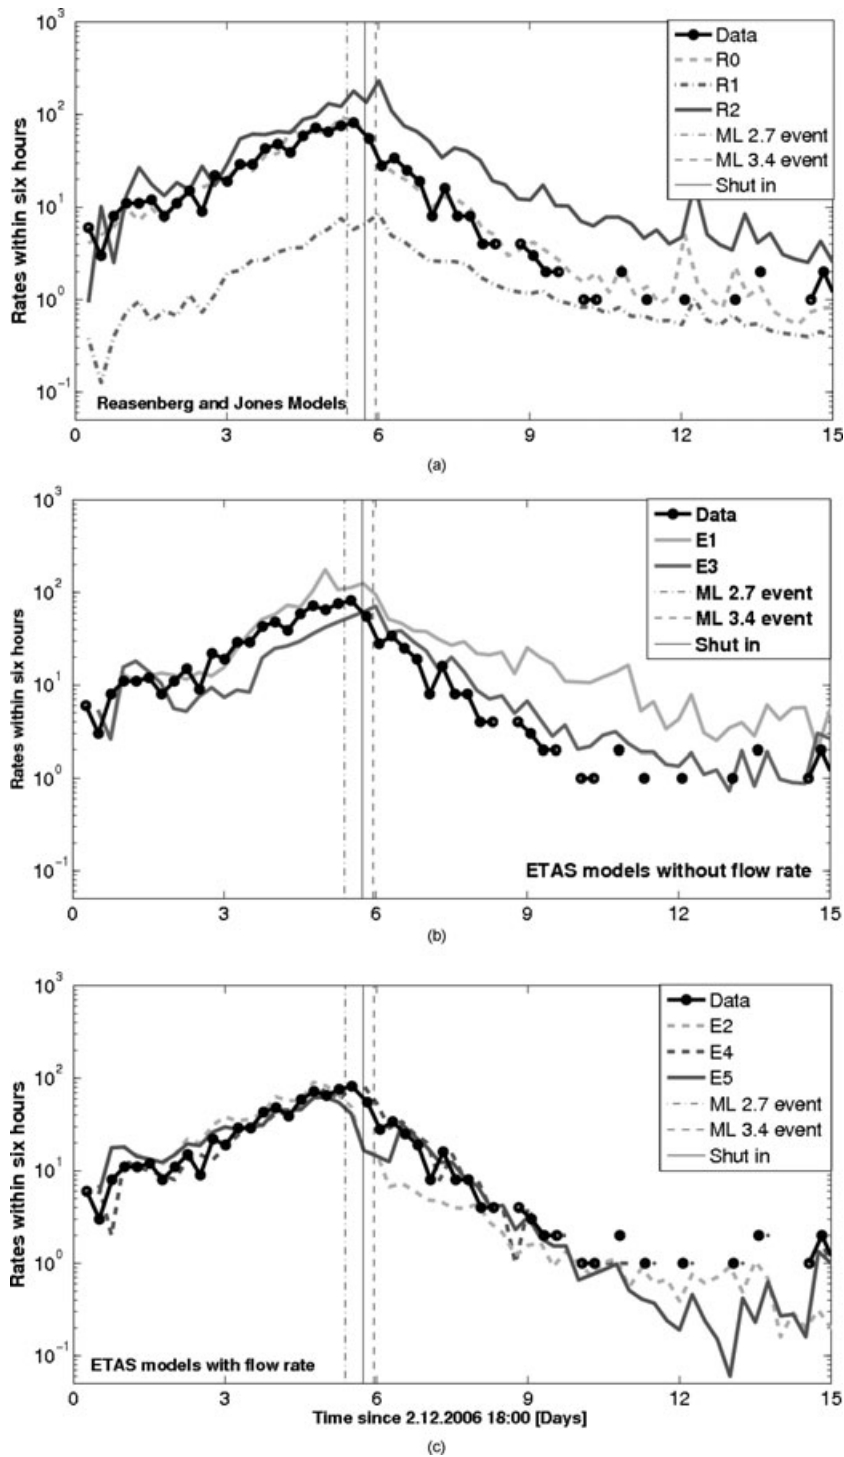 10³
10²
10¹
10⁰
10⁻¹
Rates within six hours
Data
R0
R1
R2
ML 2.7 event
ML 3.4 event
Shut in
Reasenberg and Jones Models
0 3 6 9 12 15
(a)
10³
10²
10¹
10⁰
10⁻¹
Rates within six hours
Data
E1
E3
ML 2.7 event
ML 3.4 event
Shut in
ETAS models without flow rate
0 3 6 9 12 15
(b)
10³
10²
10¹
10⁰
10⁻¹
Rates within six hours
Data
E2
E4
E5
ML 2.7 event
ML 3.4 event
Shut in
ETAS models with flow rate
0 3 6 9 12 15
Time since 2.12.2006 18:00 [Days]
(c)